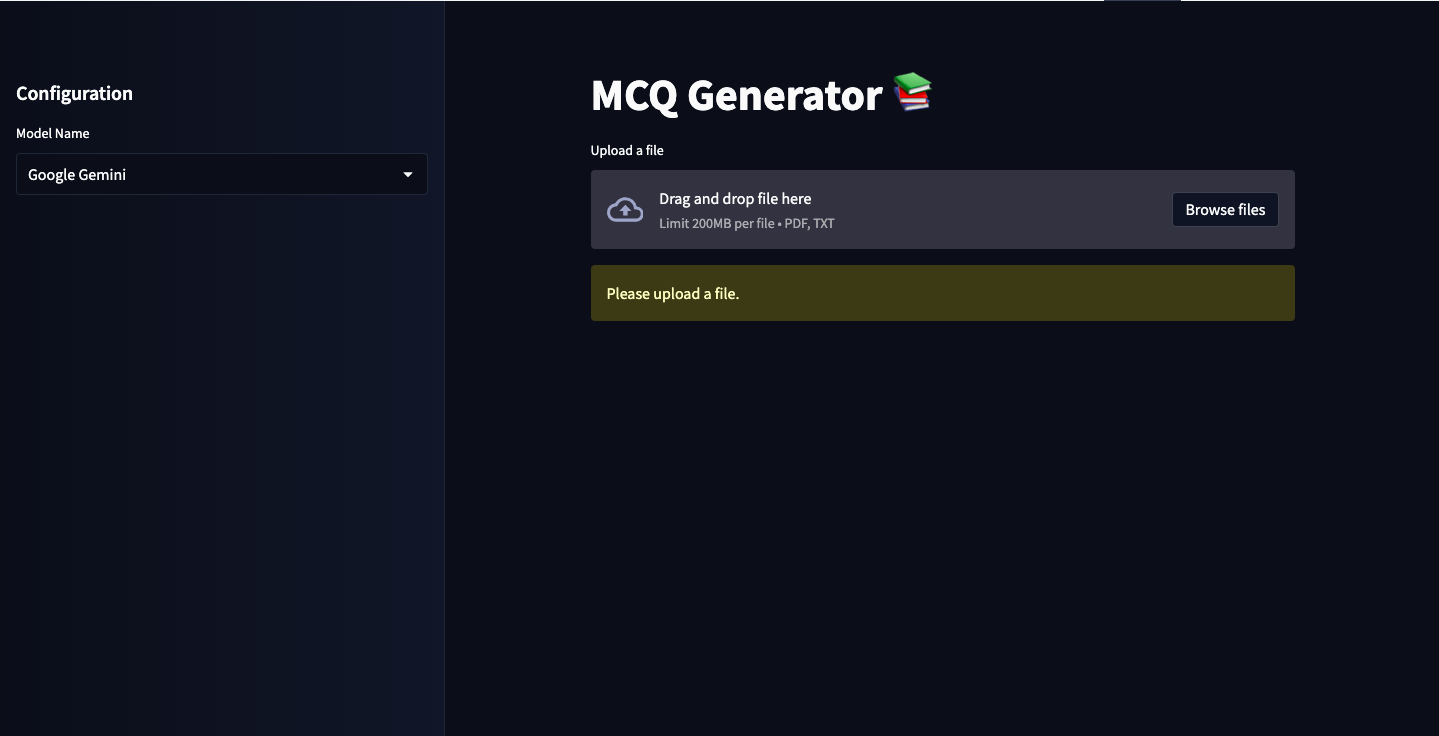 Configuration
Model Name
Google Gemini
MCQ Generator
Upload a file
Drag and drop file here
Limit 200MB per file • PDF, TXT
Browse files
Please upload a file.